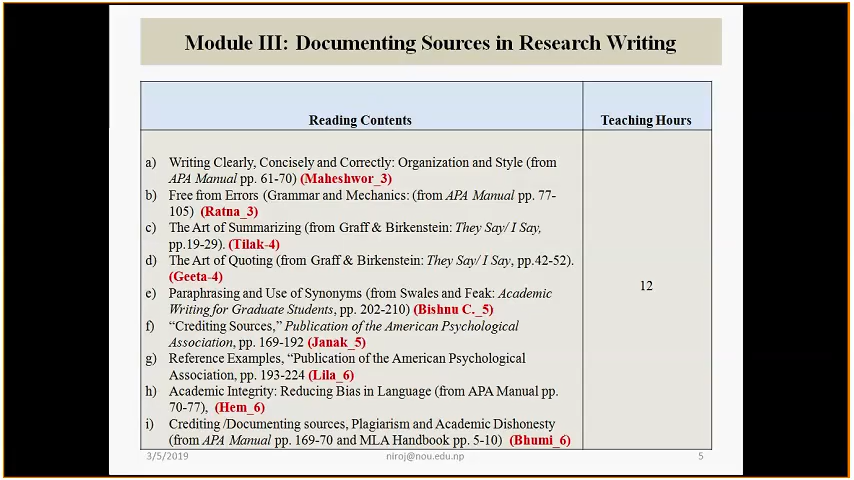 Module III: Documenting Sources in Research Writing
Reading Contents
Teaching Hours
a) Writing Clearly, Concisely and Correctly: Organization and Style (from
APA Manual pp. 61-70) (Maheshwor_3)
b) Free from Errors (Grammar and Mechanics: (from APA Manual pp. 77-
105) (Ratna_3)
c) The Art of Summarizing (from Graff & Birkenstein: They Say/ I Say,
pp.19-29). (Tilak-4)
d) The Art of Quoting (from Graff & Birkenstein: They Say/ I Say, pp.42-52).
(Geeta-4)
e) Paraphrasing and Use of Synonyms (from Swales and Feak: Academic
Writing for Graduate Students, pp. 202-210) (Bishnu C._5)
f) “Crediting Sources,” Publication of the American Psychological
Association, pp. 169-192 (Janak_5)
g) Reference Examples, “Publication of the American Psychological
Association, pp. 193-224 (Lila_6)
h) Academic Integrity: Reducing Bias in Language (from APA Manual pp.
70-77), (Hem_6)
i) Crediting /Documenting sources, Plagiarism and Academic Dishonesty
(from APA Manual pp. 169-70 and MLA Handbook pp. 5-10) (Bhumi_6)
12
3/5/2019
niroj@nou.edu.np
5